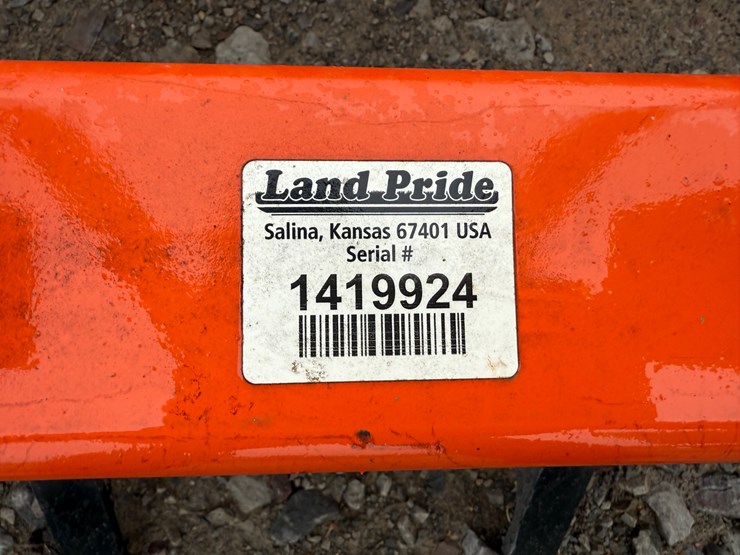 Land Pride
Salina, Kansas 67401 USA
Serial #
1419924